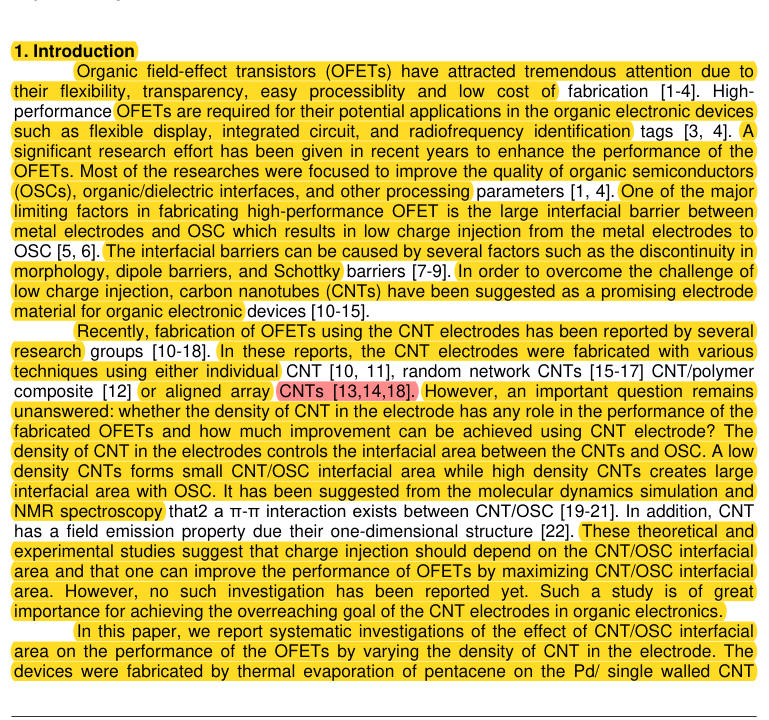 1. Introduction
Organic field-effect transistors (OFETs) have attracted tremendous attention due to
their flexibility, transparency, easy processiblity and low cost of fabrication [1-4]. High-
performance OFETs are required for their potential applications in the organic electronic devices
such as flexible display, integrated circuit, and radiofrequency identification tags [3, 4]. A
significant research effort has been given in recent years to enhance the performance of the
OFETs. Most of the researches were focused to improve the quality of organic semiconductors
(OSCs), organic/dielectric interfaces, and other processing parameters [1, 4]. One of the major
limiting factors in fabricating high-performance OFET is the large interfacial barrier between
metal electrodes and OSC which results in low charge injection from the metal electrodes to
OSC [5, 6]. The interfacial barriers can be caused by several factors such as the discontinuity in
morphology, dipole barriers, and Schottky barriers [7-9]. In order to overcome the challenge of
low charge injection, carbon nanotubes (CNTs) have been suggested as a promising electrode
material for organic electronic devices [10-15].
Recently, fabrication of OFETs using the CNT electrodes has been reported by several
research groups [10-18]. In these reports, the CNT electrodes were fabricated with various
techniques using either individual CNT [10, 11], random network CNTs [15-17] CNT/polymer
composite [12] or aligned array CNTs [13,14,18]. However, an important question remains
unanswered: whether the density of CNT in the electrode has any role in the performance of the
fabricated OFETs and how much improvement can be achieved using CNT electrode? The
density of CNT in the electrodes controls the interfacial area between the CNTs and OSC. A low
density CNTs forms small CNT/OSC interfacial area while high density CNTs creates large
interfacial area with OSC. It has been suggested from the molecular dynamics simulation and
NMR spectroscopy that2 a π-π interaction exists between CNT/OSC [19-21]. In addition, CNT
has a field emission property due their one-dimensional structure [22]. These theoretical and
experimental studies suggest that charge injection should depend on the CNT/OSC interfacial
area and that one can improve the performance of OFETs by maximizing CNT/OSC interfacial
area. However, no such investigation has been reported yet. Such a study is of great
importance for achieving the overreaching goal of the CNT electrodes in organic electronics.
In this paper, we report systematic investigations of the effect of CNT/OSC interfacial
area on the performance of the OFETs by varying the density of CNT in the electrode. The
devices were fabricated by thermal evaporation of pentacene on the Pd/ single walled CNT